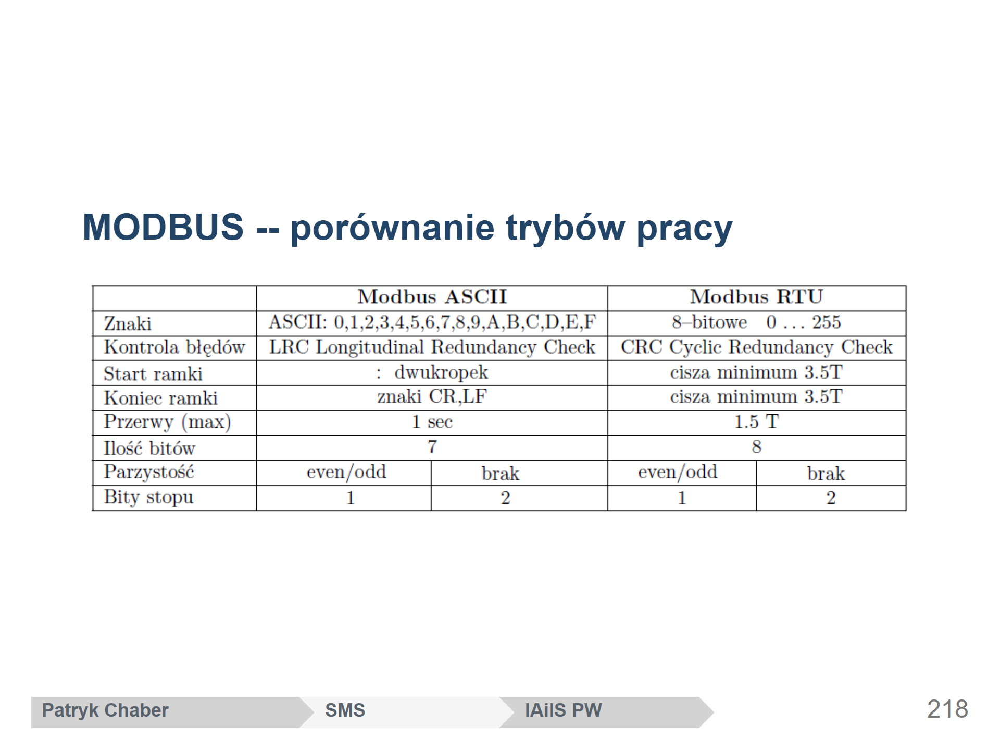 MODBUS -- porównanie trybów pracy
Modbus ASCII Modbus RTU
Znaki ASCII: 0,1,2,3,4,5,6,7,8,9,A,B,C,D,E,F 8–bitowe 0 ... 255
Kontrola błędów LRC Longitudinal Redundancy Check CRC Cyclic Redundancy Check
Start ramki : dwukropek cisza minimum 3.5T
Koniec ramki znaki CR,LF cisza minimum 3.5T
Przerwy (max) 1 sec 1.5 T
Ilość bitów 7 8
Parzystość even/odd brak even/odd brak
Bity stopu 1 2 1 2
Patryk Chaber SMS IAiIS PW 218